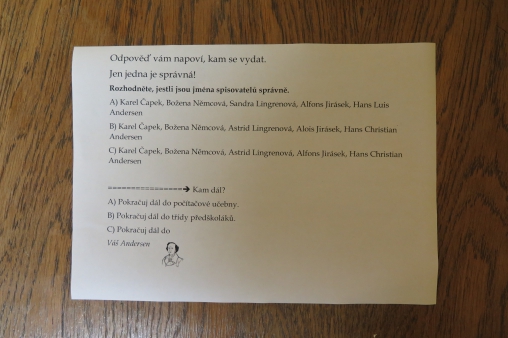 Odpověď vám napoví, kam se vydat.
Jen jedna je správná!
Rozhodněte, jestli jsou jména spisovatelů správně.
A) Karel Čapek, Božena Němcová, Sandra Lingrenová, Alfons Jirásek, Hans Luis
Andersen
B) Karel Čapek, Božena Němcová, Astrid Lingrenová, Alois Jirásek, Hans Christian
Andersen
C) Karel Čapek, Božena Němcová, Astrid Lingrenová, Alfons Jirásek, Hans Christian
Andersen
==================➔ Kam dál?
A) Pokračuj dál do počítačové učebny.
B) Pokračuj dál do třídy předškoláků.
C) Pokračuj dál do
Váš Andersen